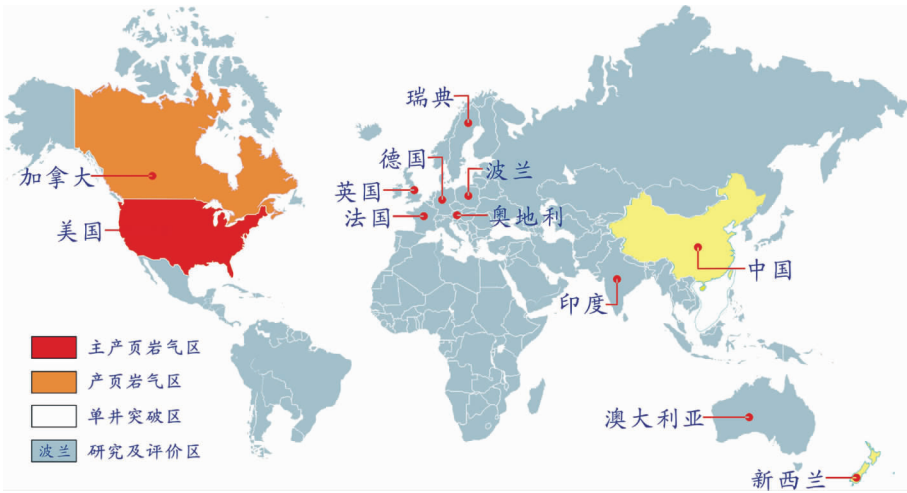 瑞典
德国
波兰
加拿大
英国
法国
奥地利
美国
中国
印度
主产页岩气区
产页岩气区
单井突破区
波兰
研究及评价区
澳大利亚
新西兰